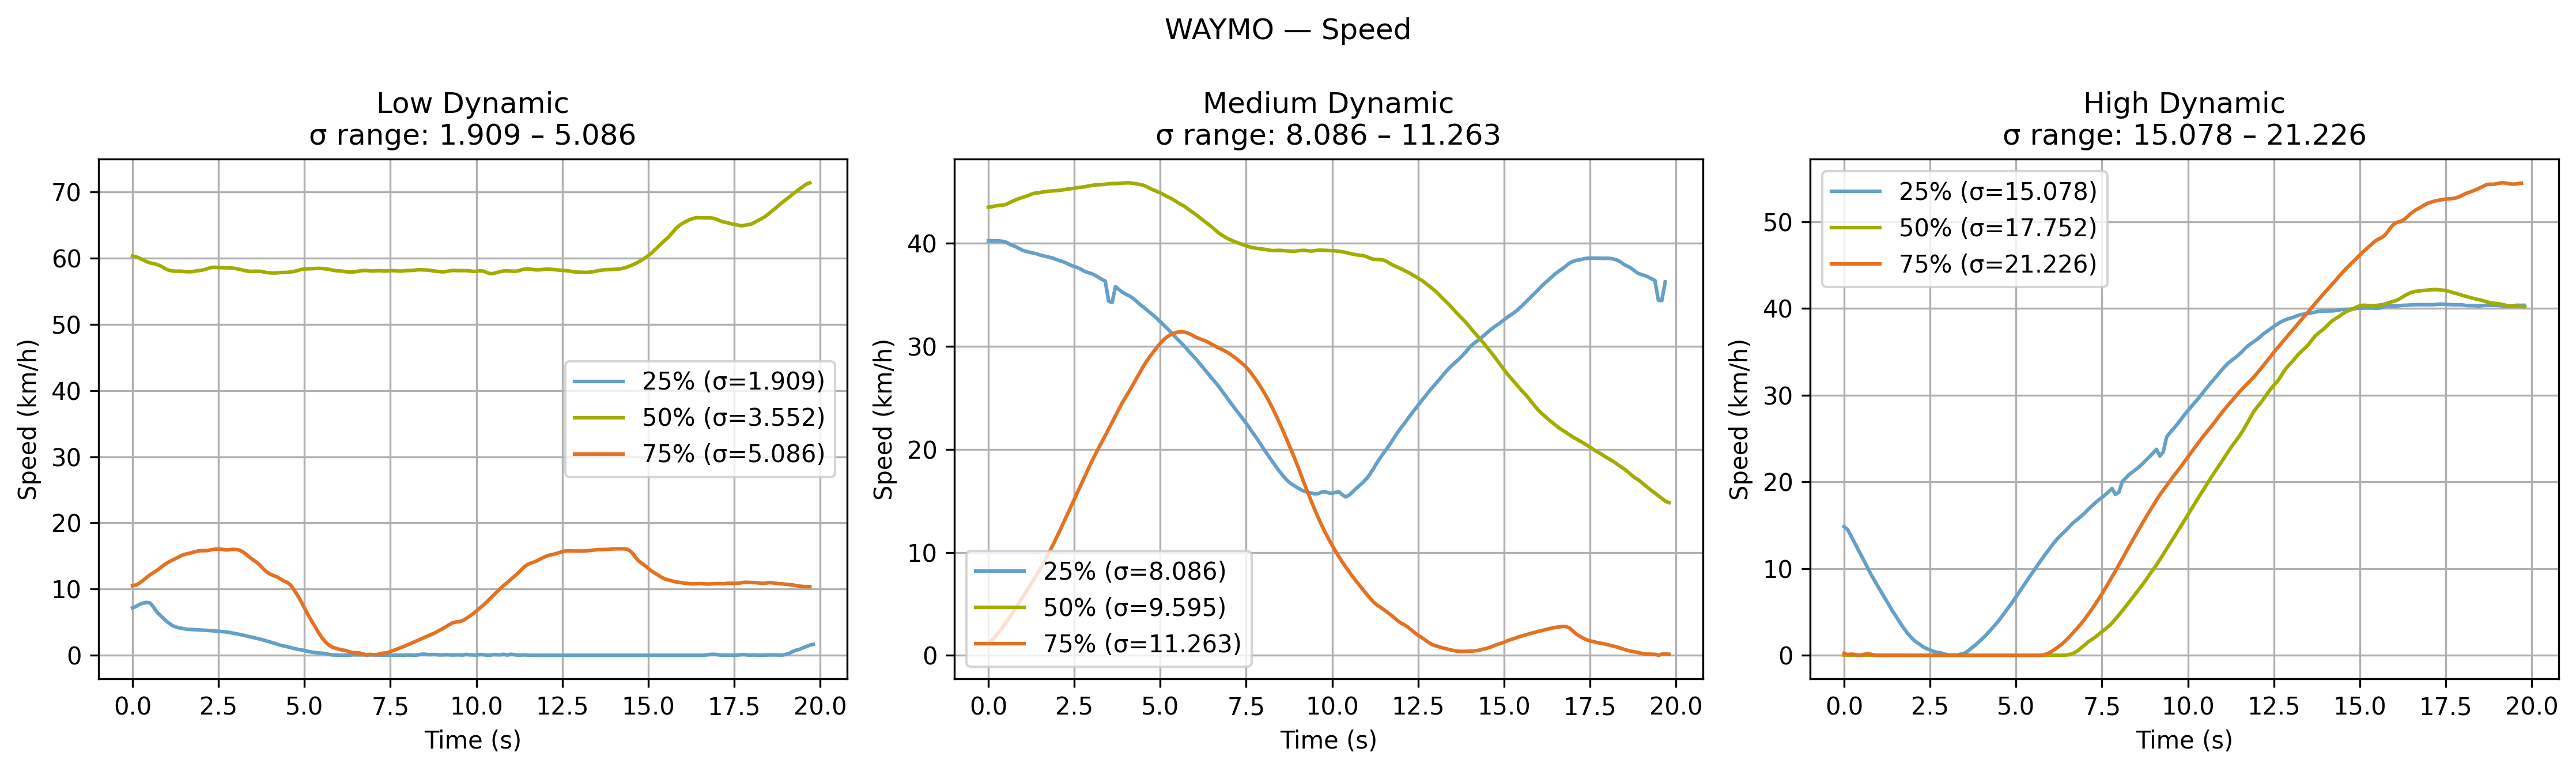 WAYMO — Speed
Low Dynamic
σ range: 1.909 – 5.086
Speed (km/h)
70
60
50
40
30
20
10
0
25% (σ=1.909)
50% (σ=3.552)
75% (σ=5.086)
0.0 2.5 5.0 7.5 10.0 12.5 15.0 17.5 20.0
Time (s)
Medium Dynamic
σ range: 8.086 – 11.263
Speed (km/h)
40
30
20
10
0
25% (σ=8.086)
50% (σ=9.595)
75% (σ=11.263)
0.0 2.5 5.0 7.5 10.0 12.5 15.0 17.5 20.0
Time (s)
High Dynamic
σ range: 15.078 – 21.226
Speed (km/h)
50
40
30
20
10
0
25% (σ=15.078)
50% (σ=17.752)
75% (σ=21.226)
0.0 2.5 5.0 7.5 10.0 12.5 15.0 17.5 20.0
Time (s)